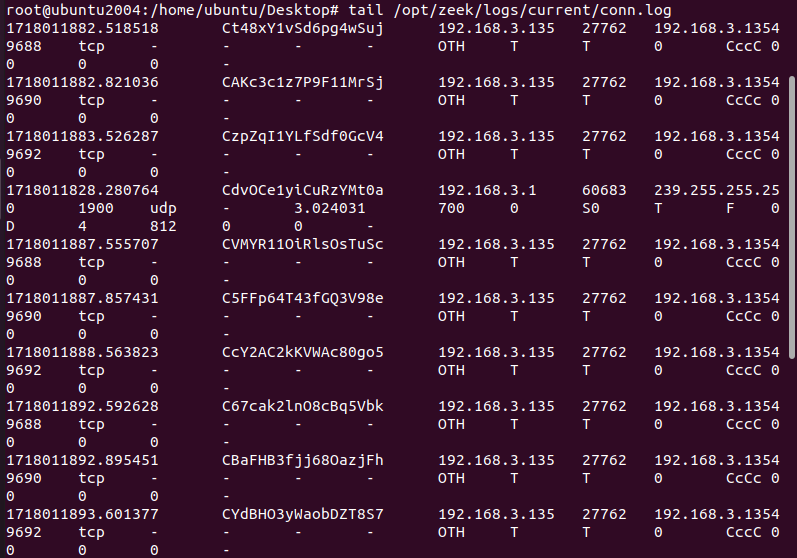 root@ubuntu2004:/home/ubuntu/Desktop# tail /opt/zeek/logs/current/conn.log
1718011882.518518 Ct48xY1vSd6pg4wSuj 192.168.3.135 27762 192.168.3.1354
9688 tcp - - - - OTH T T 0 CccC 0
0 0 0 -
1718011882.821036 CAKc3c1z7P9F11MrSj 192.168.3.135 27762 192.168.3.1354
9690 tcp - - - - OTH T T 0 CcCc 0
0 0 0 -
1718011883.526287 CzpZqI1YLfSdf0GcV4 192.168.3.135 27762 192.168.3.1354
9692 tcp - - - - OTH T T 0 CccC 0
0 0 0 -
1718011828.280764 CdvOCe1yiCuRzYMt0a 192.168.3.1 60683 239.255.255.25
0 1900 udp - 3.024031 700 0 S0 T F 0
D 4 812 0 0 -
1718011887.555707 CVMYR11OiRlsOsTuSc 192.168.3.135 27762 192.168.3.1354
9688 tcp - - - - OTH T T 0 CccC 0
0 0 0 -
1718011887.857431 C5FFp64T43fGQ3V98e 192.168.3.135 27762 192.168.3.1354
9690 tcp - - - - OTH T T 0 CcCc 0
0 0 0 -
1718011888.563823 CcY2AC2kKVWAc80go5 192.168.3.135 27762 192.168.3.1354
9692 tcp - - - - OTH T T 0 CccC 0
0 0 0 -
1718011892.592628 C67cak2lnO8cBq5Vbk 192.168.3.135 27762 192.168.3.1354
9688 tcp - - - - OTH T T 0 CccC 0
0 0 0 -
1718011892.895451 CBaFHB3fjj68OazjFh 192.168.3.135 27762 192.168.3.1354
9690 tcp - - - - OTH T T 0 CcCc 0
0 0 0 -
1718011893.601377 CYdBHO3yWaobDZT8S7 192.168.3.135 27762 192.168.3.1354
9692 tcp - - - - OTH T T 0 CccC 0
0 0 0 -